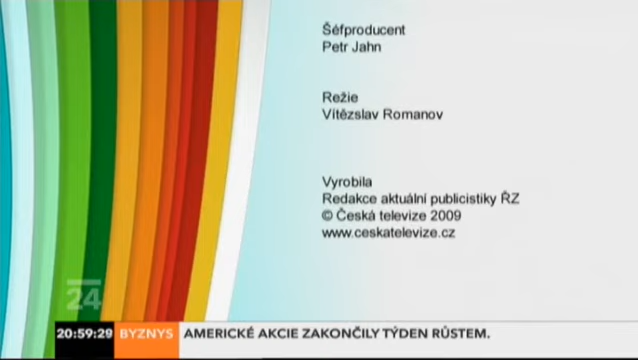 Šéfproducent
Petr Jahn
Režie
Vítězslav Romanov
Vyrobila
Redakce aktuální publicistiky ŘZ
© Česká televize 2009
www.ceskatelevize.cz
24
20:59:29 BYZNYS AMERICKÉ AKCIE ZAKONČILY TÝDEN RŮSTEM.